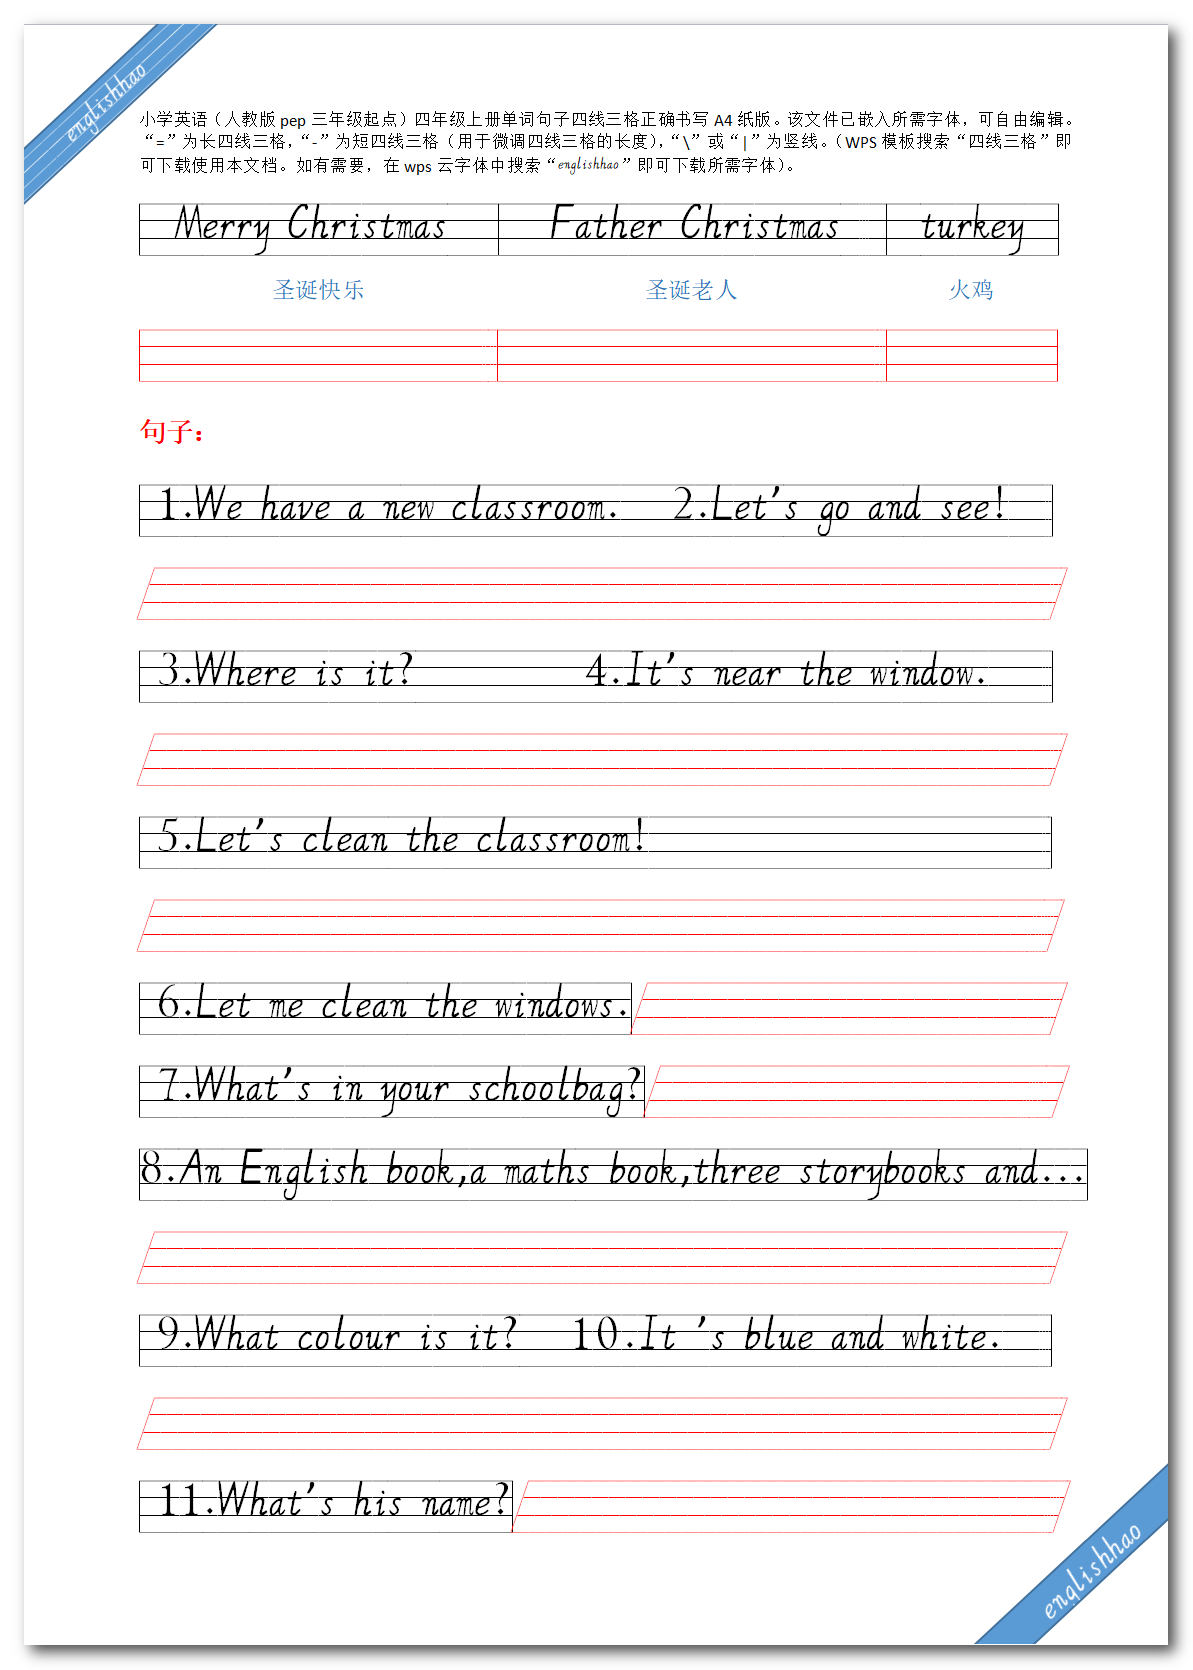 englishhao
小学英语（人教版 pep 三年级起点）四年级上册单词句子四线三格正确书写 A4 纸版。该文件已嵌入所需字体，可自由编辑。
“=”为长四线三格，“-”为短四线三格（用于微调四线三格的长度），“\”或“|”为竖线。（WPS 模板搜索“四线三格”即
可下载使用本文档。如有需要，在 wps 云字体中搜索“englishhao”即可下载所需字体）。
Merry Christmas Father Christmas turkey
圣诞快乐 圣诞老人 火鸡
句子：
1.We have a new classroom. 2.Let's go and see!
3.Where is it? 4.It's near the window.
5.Let's clean the classroom!
6.Let me clean the windows.
7.What's in your schoolbag?
8.An English book,a maths book,three storybooks and...
9.What colour is it? 10.It 's blue and white.
11.What's his name?
englishhao